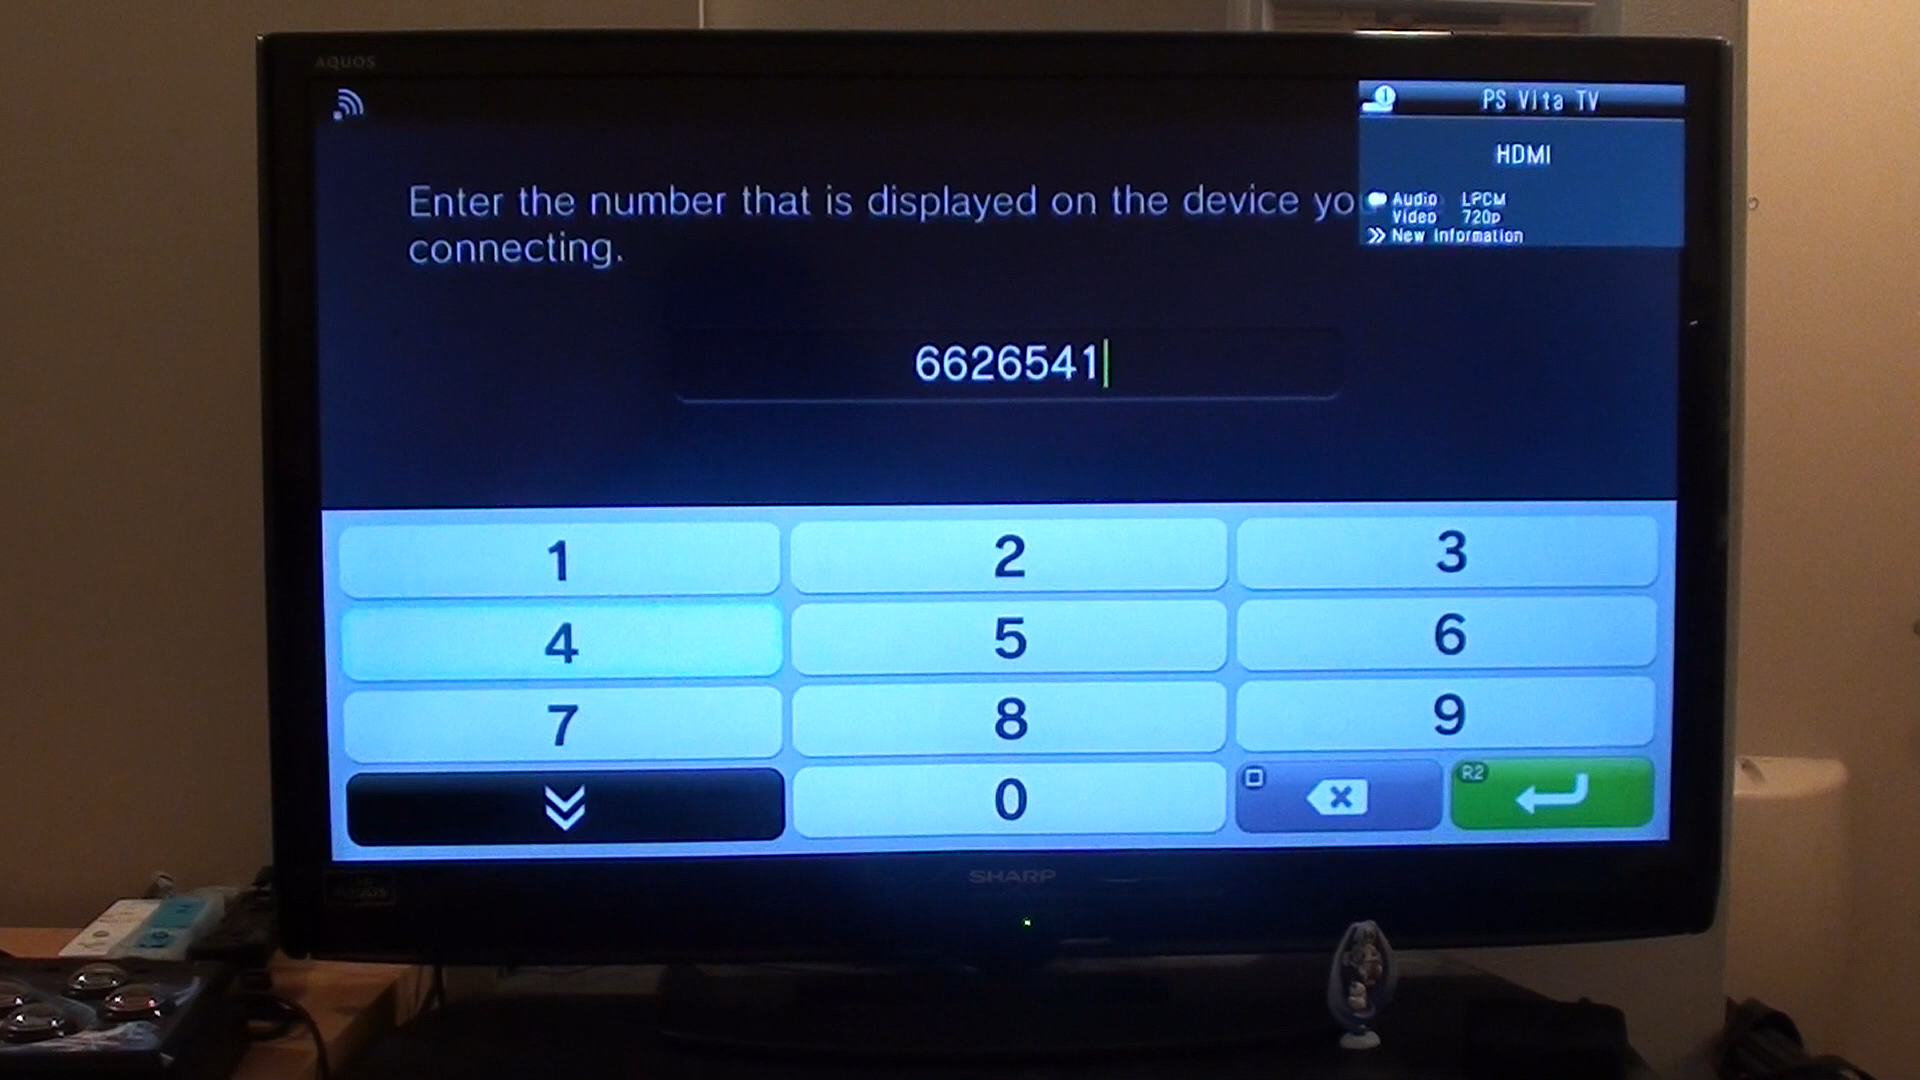 AQUOS
PS Vita TV
HDMI
Audio LPCM
Video 720p
New Information
Enter the number that is displayed on the device yo
connecting.
6626541
1 2 3
4 5 6
7 8 9
0 R2
SHARP